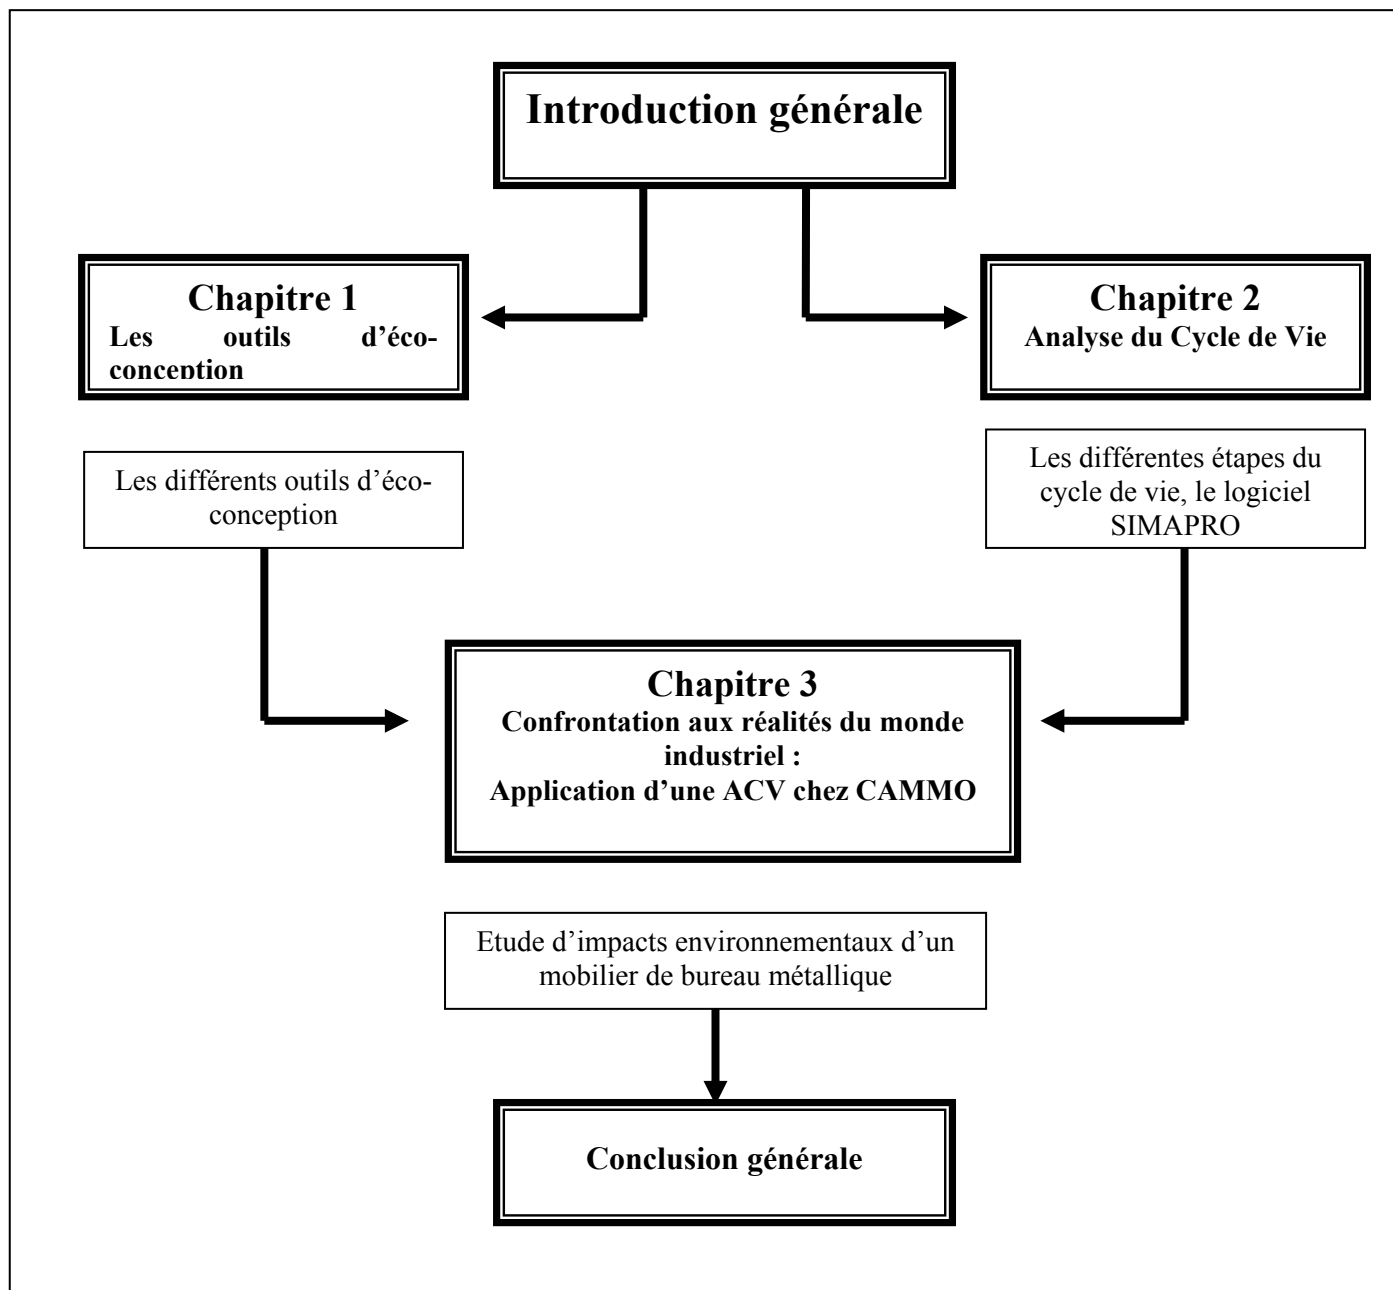 Introduction générale
Chapitre 1
Les outils d’éco-
conception
Chapitre 2
Analyse du Cycle de Vie
Les différents outils d’éco-
conception
Les différentes étapes du
cycle de vie, le logiciel
SIMAPRO
Chapitre 3
Confrontation aux réalités du monde
industriel :
Application d’une ACV chez CAMMO
Etude d’impacts environnementaux d’un
mobilier de bureau métallique
Conclusion générale